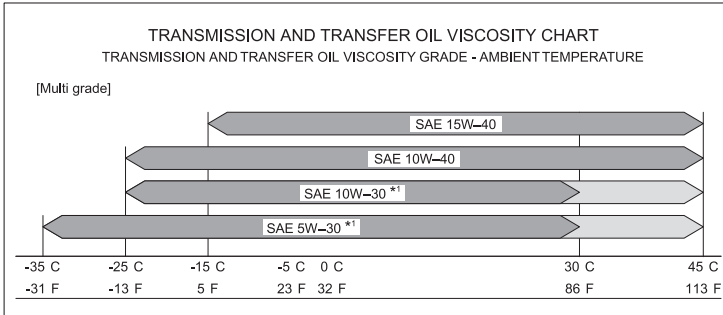 TRANSMISSION AND TRANSFER OIL VISCOSITY CHART
TRANSMISSION AND TRANSFER OIL VISCOSITY GRADE - AMBIENT TEMPERATURE
[Multi grade]
SAE 15W–40
SAE 10W–40
SAE 10W–30 *1
SAE 5W–30 *1
-35 C -25 C -15 C -5 C 0 C 30 C 45 C
-31 F -13 F 5 F 23 F 32 F 86 F 113 F